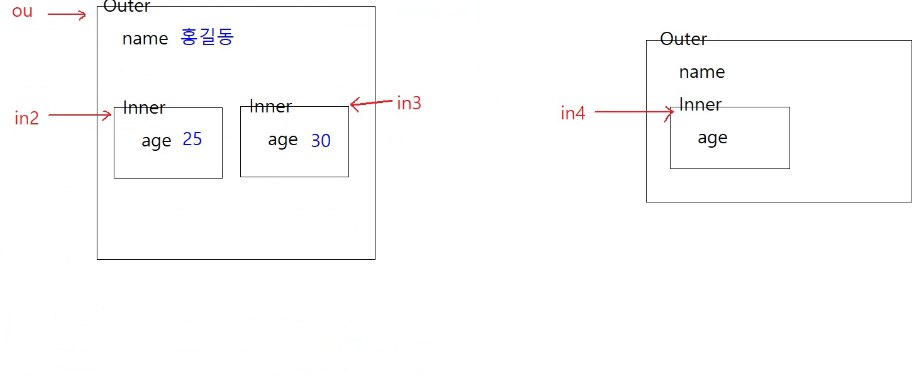 ou
Outer
name 홍길동
in2
Inner
age 25
Inner
in3
age 30
Outer
name
in4
Inner
age